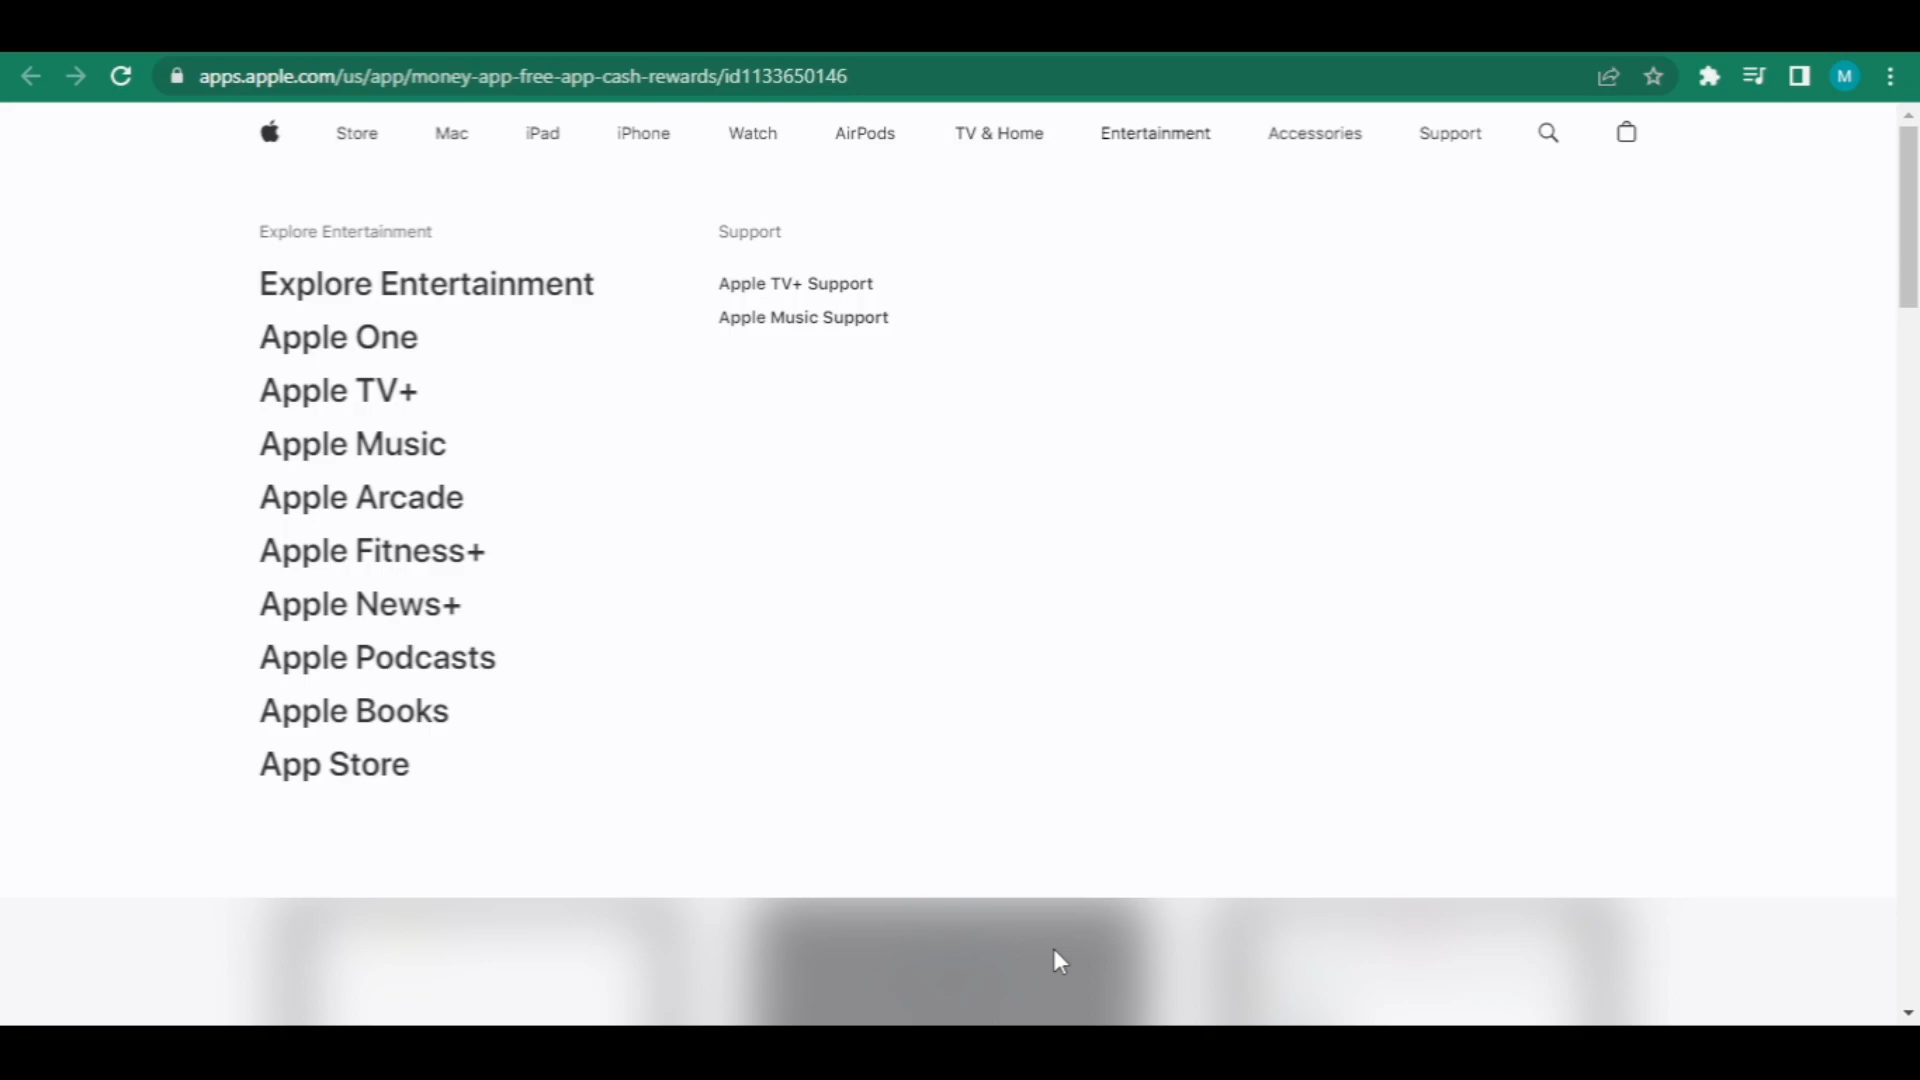 apps.apple.com/us/app/money-app-free-app-cash-rewards/id1133650146
M
Store Mac iPad iPhone Watch AirPods TV & Home Entertainment Accessories Support
Explore Entertainment
Explore Entertainment
Apple One
Apple TV+
Apple Music
Apple Arcade
Apple Fitness+
Apple News+
Apple Podcasts
Apple Books
App Store
Support
Apple TV+ Support
Apple Music Support